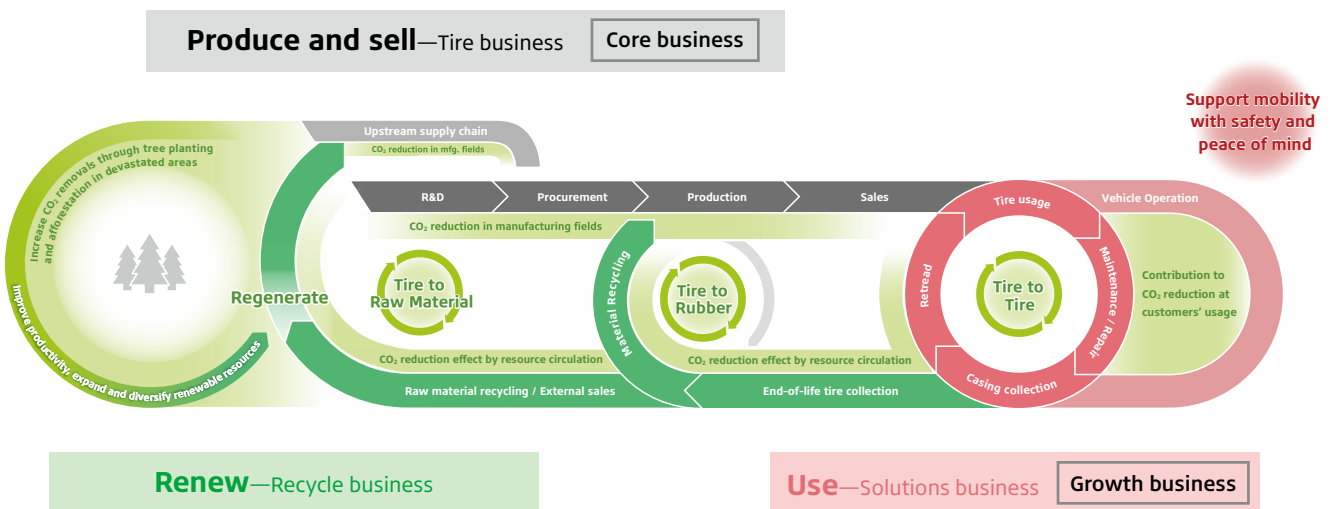 Produce and sell—Tire business
Core business
Support mobility
with safety and
peace of mind
Upstream supply chain
CO₂ reduction in mfg. fields
Increase CO₂ removals through tree planting
and afforestation in devastated areas
R&D
Procurement
Production
Sales
Tire usage
Vehicle Operation
CO₂ reduction in manufacturing fields
Improve productivity, expand and diversify renewable resources
Regenerate
Tire to
Raw Material
Material Recycling
Tire to
Rubber
Retread
Tire to
Tire
Maintenance / Repair
Contribution to
CO₂ reduction at
customers’ usage
CO₂ reduction effect by resource circulation
CO₂ reduction effect by resource circulation
Casing collection
Raw material recycling / External sales
End-of-life tire collection
Renew—Recycle business
Use—Solutions business
Growth business